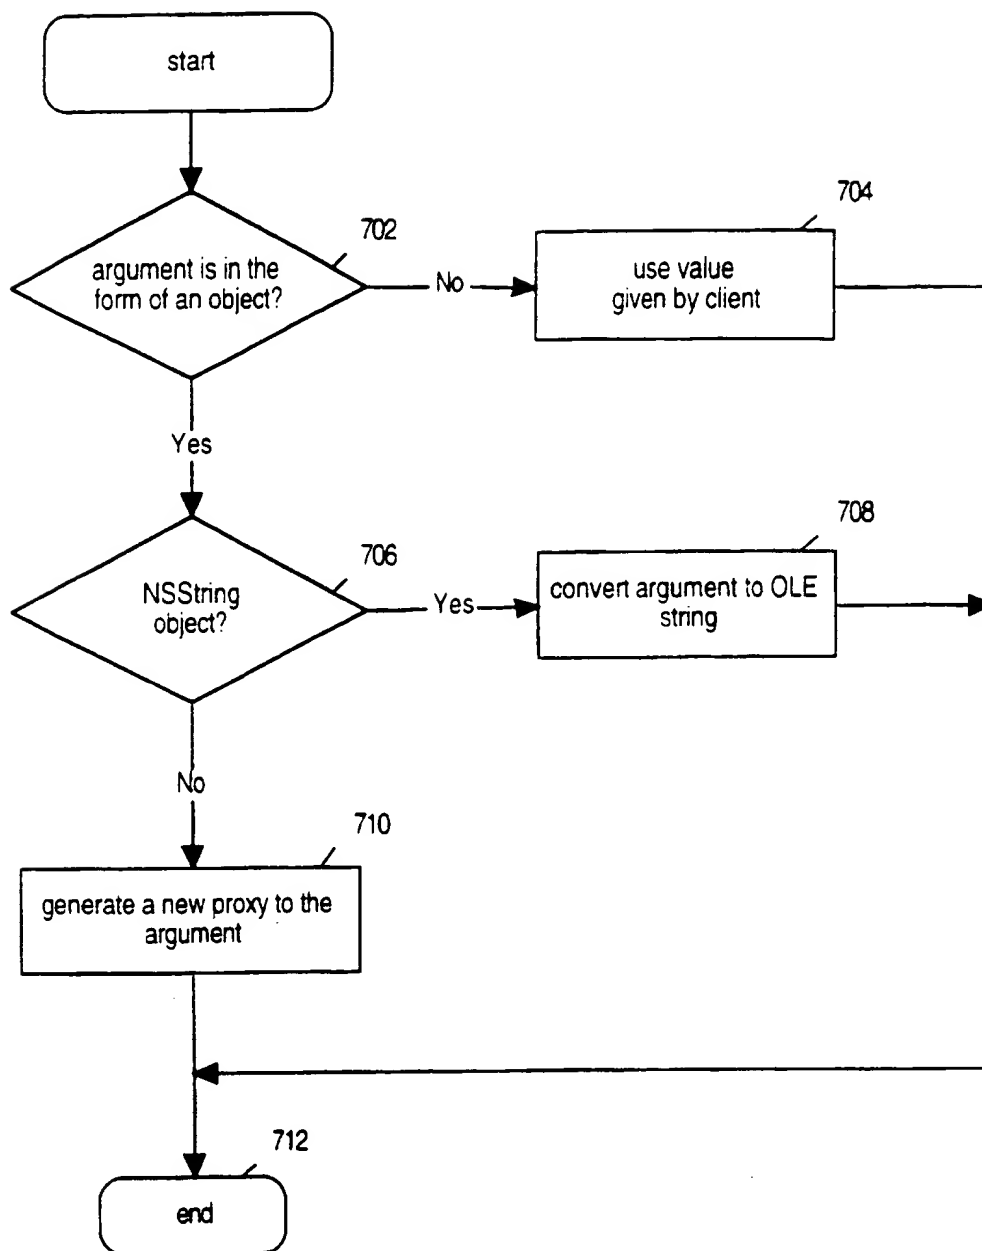 start
702
argument is in the
form of an object?
No
704
use value
given by client
Yes
706
NSString
object?
Yes
708
convert argument to OLE
string
No
710
generate a new proxy to the
argument
712
end